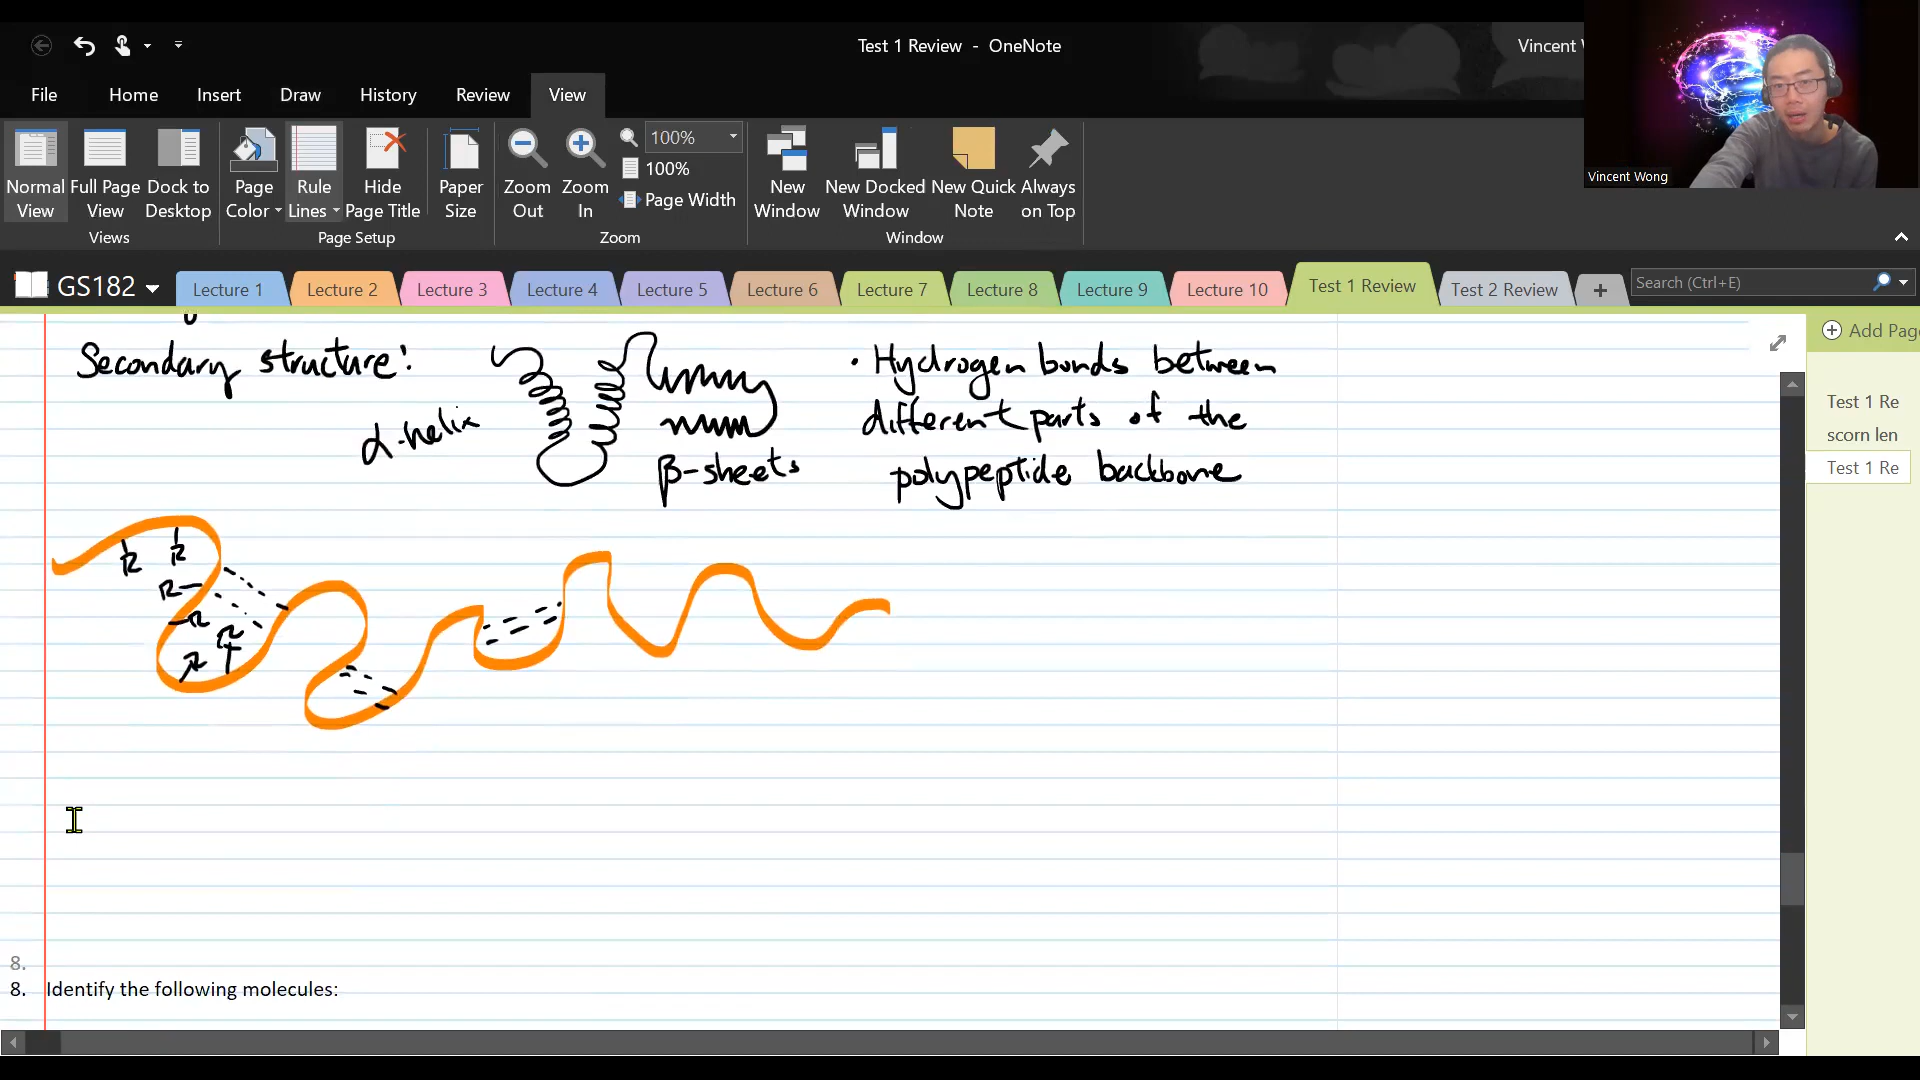 Test 1 Review - OneNote
Vincent W
File Home Insert Draw History Review View
Normal View
Full Page View
Dock to Desktop
Views
Page Color
Rule Lines
Hide Page Title
Page Setup
Paper Size
Zoom Out
Zoom In
100%
100%
Page Width
Zoom
New Window
New Docked Window
New Quick Note
Always on Top
Window
Vincent Wong
GS182
Lecture 1 Lecture 2 Lecture 3 Lecture 4 Lecture 5 Lecture 6 Lecture 7 Lecture 8 Lecture 9 Lecture 10 Test 1 Review Test 2 Review
Search (Ctrl+E)
Add Pag
Test 1 Re
scorn len
Test 1 Re
Secondary structure:
α-helix
β-sheets
• Hydrogen bonds between
different parts of the
polypeptide backbone
R R
R
R
R
R
8.
8. Identify the following molecules: